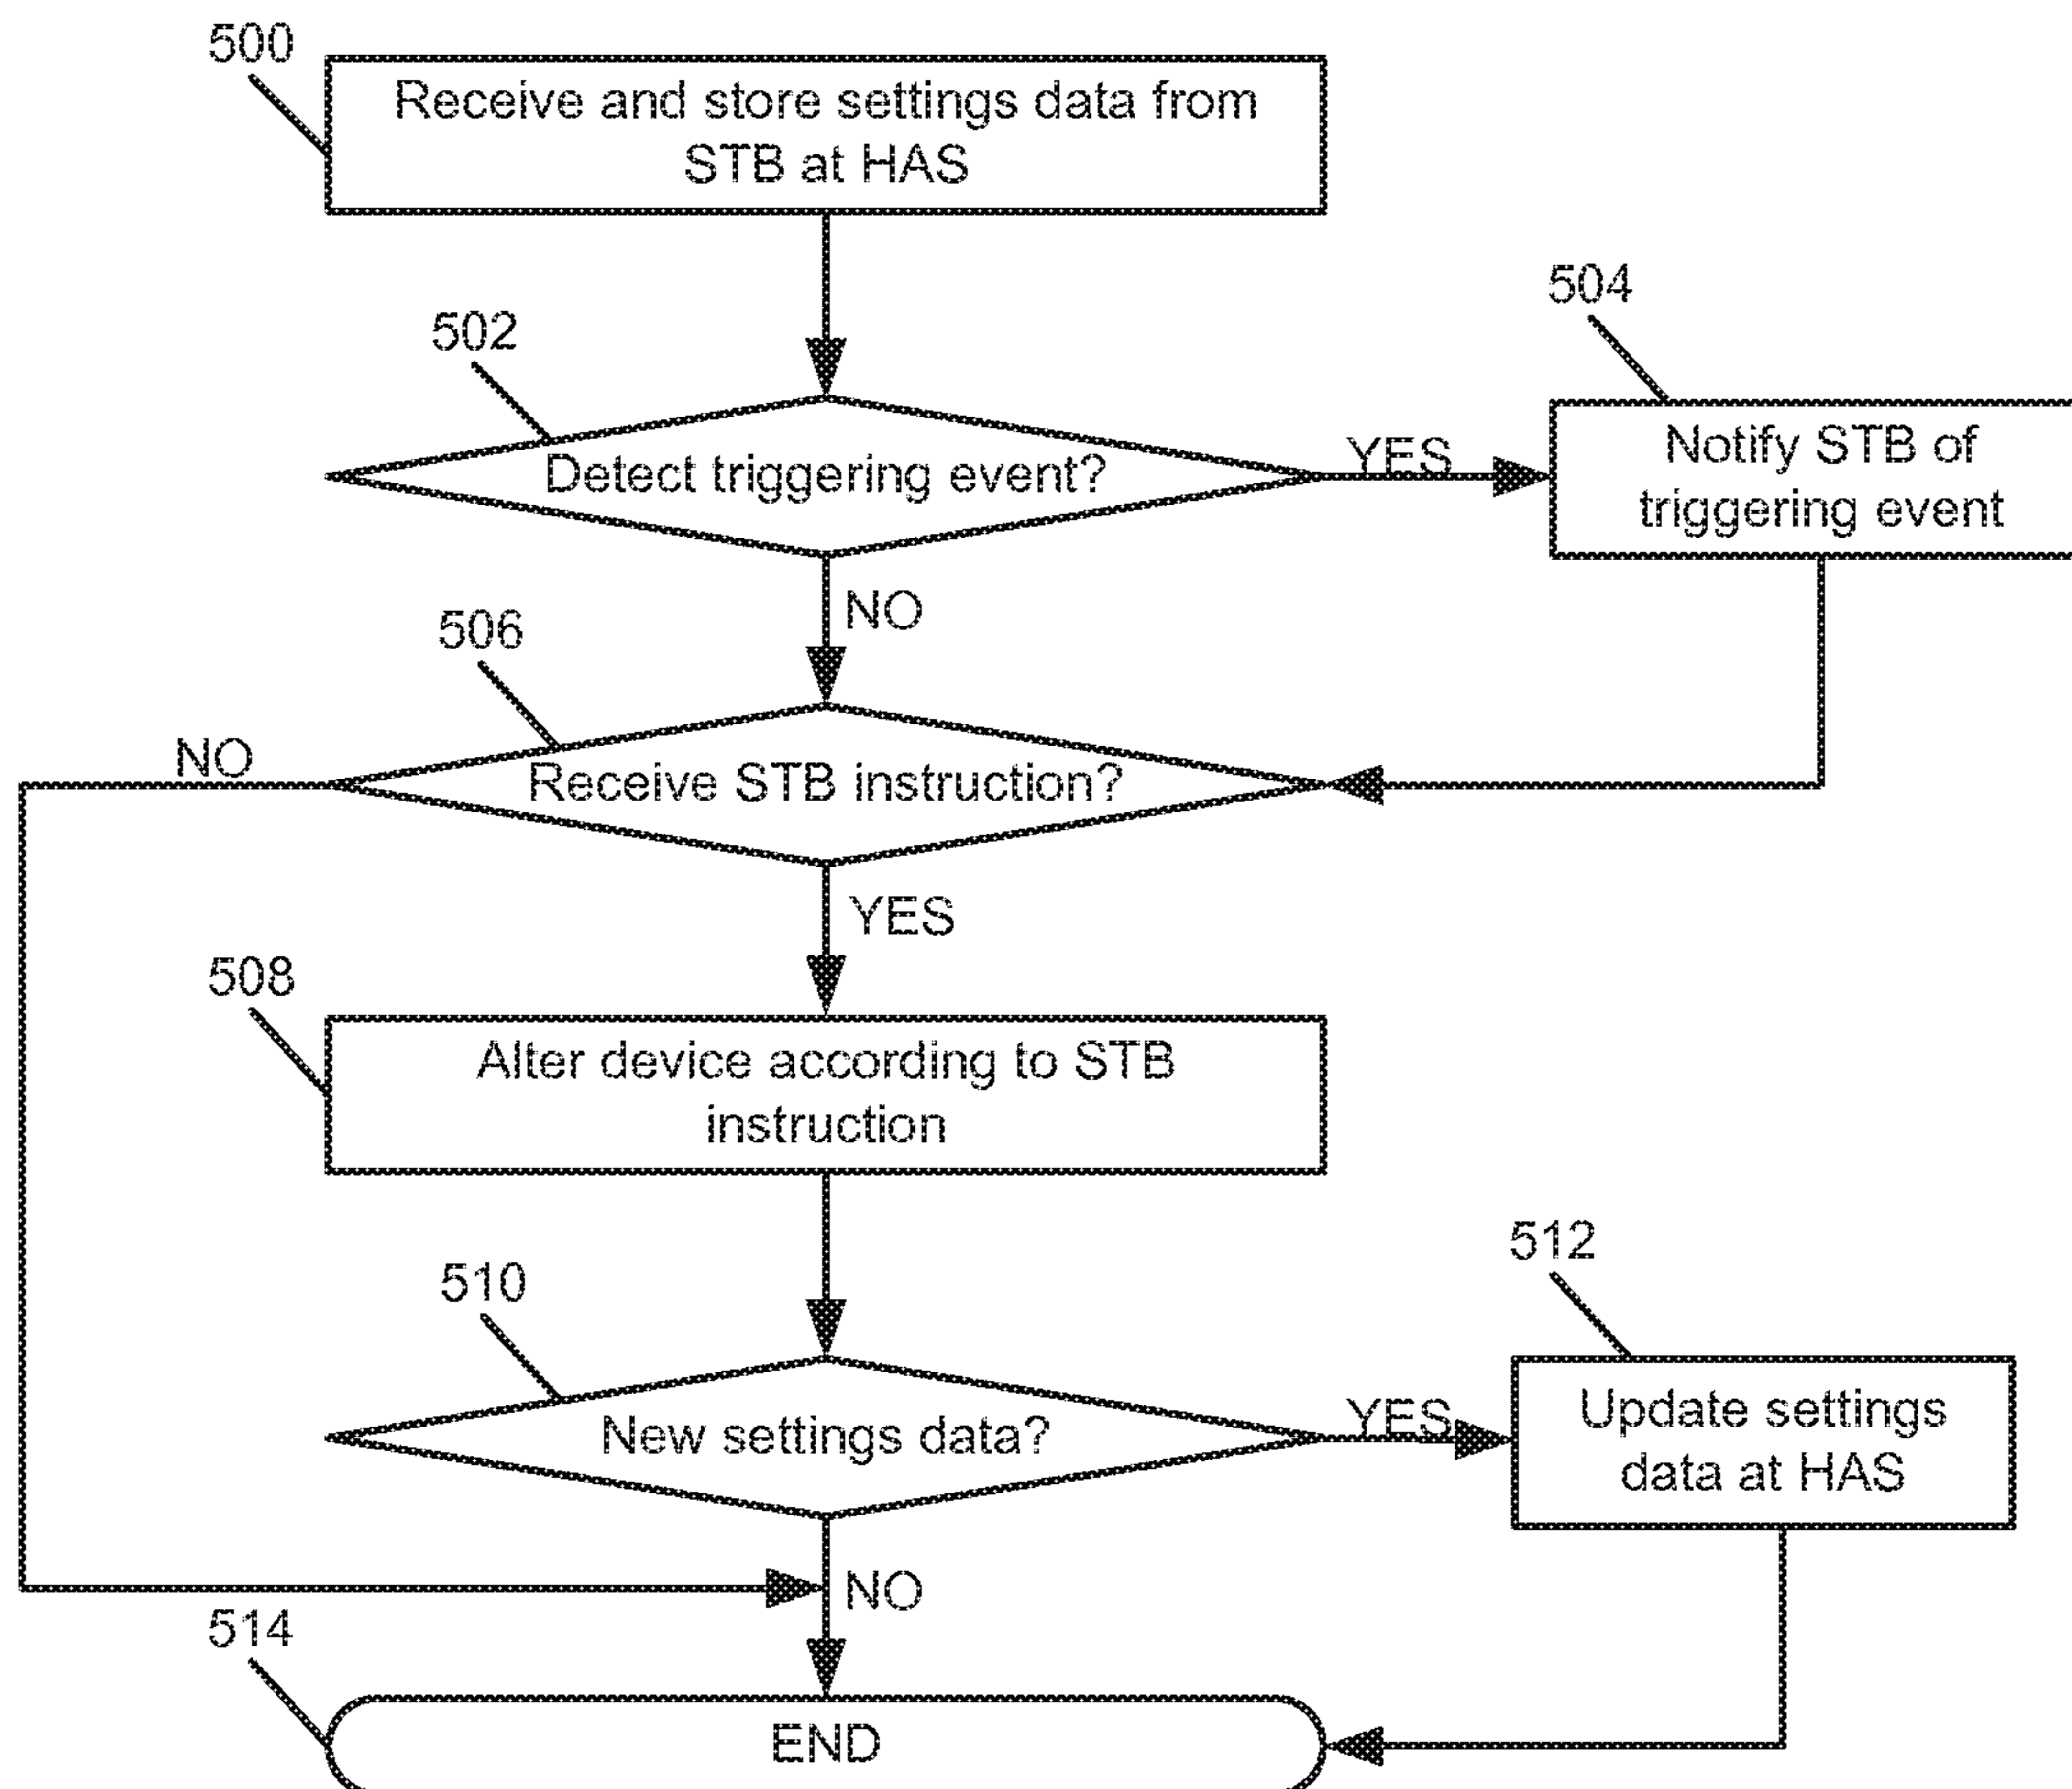 500
Receive and store settings data from
STB at HAS
502
Detect triggering event?
YES
504
Notify STB of
triggering event
NO
506
Receive STB instruction?
NO
YES
508
Alter device according to STB
instruction
510
New settings data?
YES
512
Update settings
data at HAS
NO
514
END